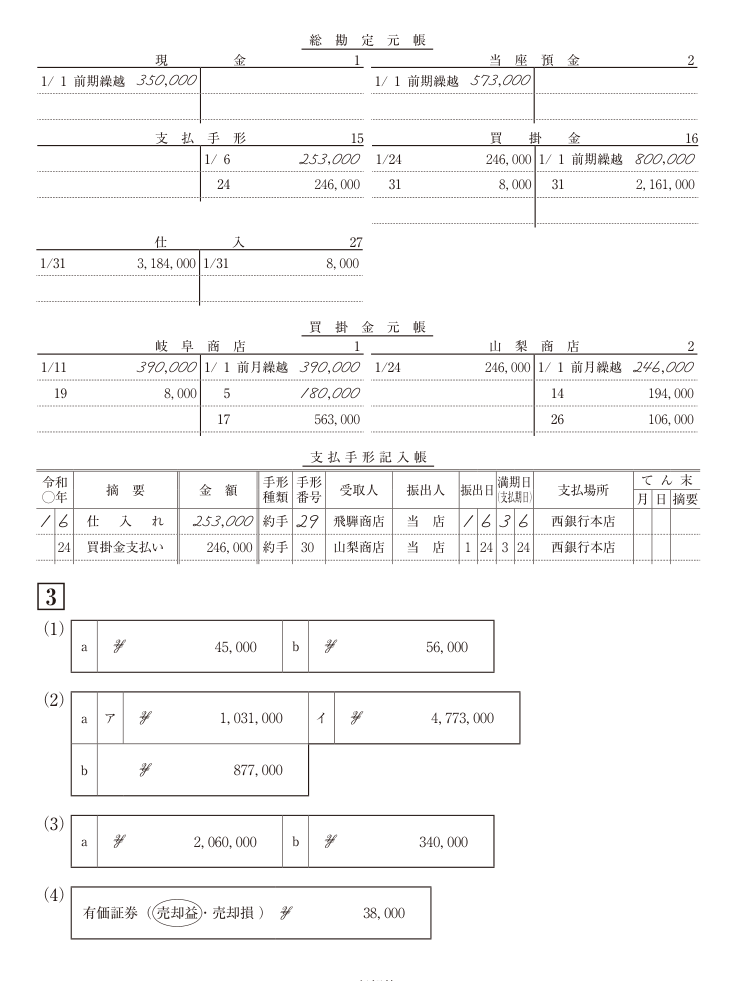 総勘定元帳
現　金　1　当座預金　2
1/ 1 前期繰越 350,000　1/ 1 前期繰越 573,000
支払手形　15　買掛金　16
1/ 6 253,000　1/24 246,000　1/ 1 前期繰越 800,000
24 246,000　31 8,000　31 2,161,000
仕　入　27
1/31 3,184,000　1/31 8,000
買掛金元帳
岐阜商店　1　山梨商店　2
1/11 390,000　1/ 1 前月繰越 390,000　1/24 246,000　1/ 1 前月繰越 246,000
19 8,000　5 180,000　14 194,000
17 563,000　26 106,000
支払手形記入帳
令和○年　摘要　金額　手形種類　手形番号　受取人　振出人　振出日　満期日(支払期日)　支払場所　てん末
月　日　摘要
1 6　仕入れ　253,000　約手　29　飛騨商店　当店　1 6　3 6　西銀行本店
24　買掛金支払い　246,000　約手　30　山梨商店　当店　1 24　3 24　西銀行本店
3
(1)
a　¥　45,000　b　¥　56,000
(2)
a　ア　¥　1,031,000　イ　¥　4,773,000
b　¥　877,000
(3)
a　¥　2,060,000　b　¥　340,000
(4)
有価証券（売却益・売却損）　¥　38,000